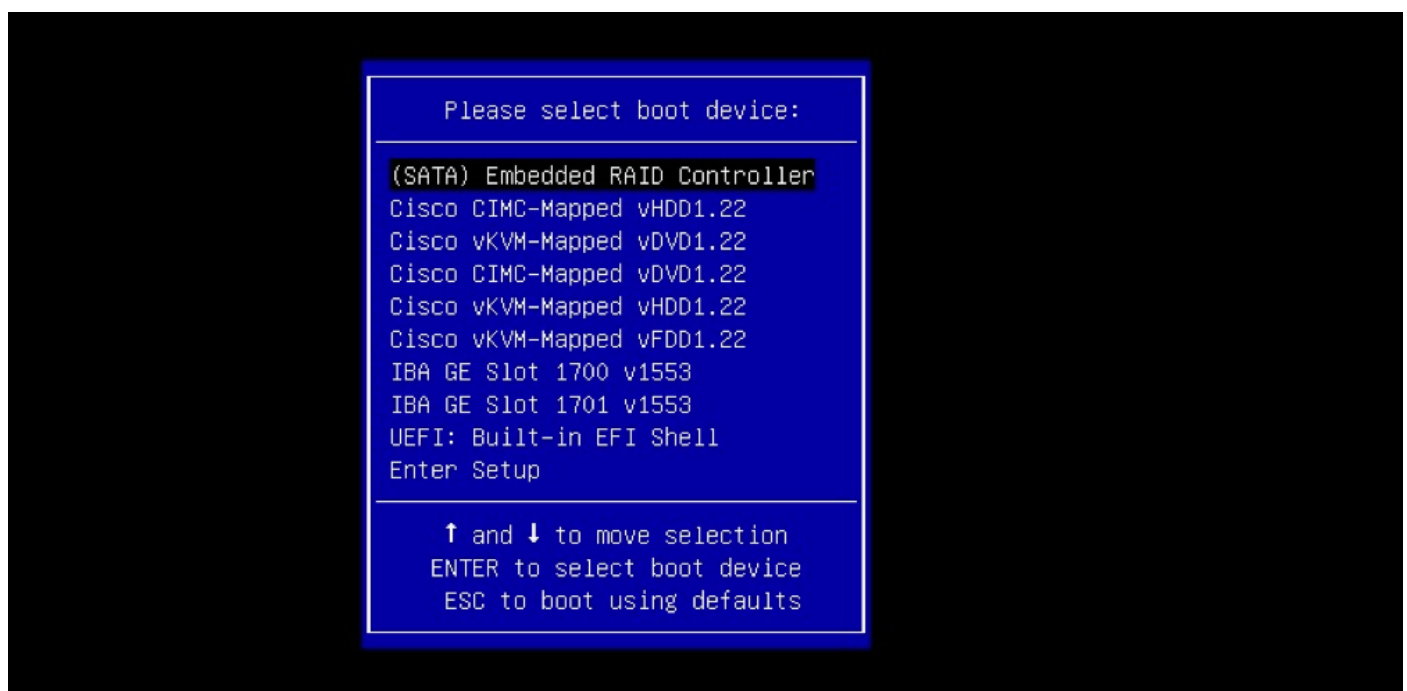 Please select boot device:
(SATA) Embedded RAID Controller
Cisco CIMC-Mapped vHDD1.22
Cisco vKVM-Mapped vDVD1.22
Cisco CIMC-Mapped vDVD1.22
Cisco vKVM-Mapped vHDD1.22
Cisco vKVM-Mapped vFDD1.22
IBA GE Slot 1700 v1553
IBA GE Slot 1701 v1553
UEFI: Built-in EFI Shell
Enter Setup
↑ and ↓ to move selection
ENTER to select boot device
ESC to boot using defaults